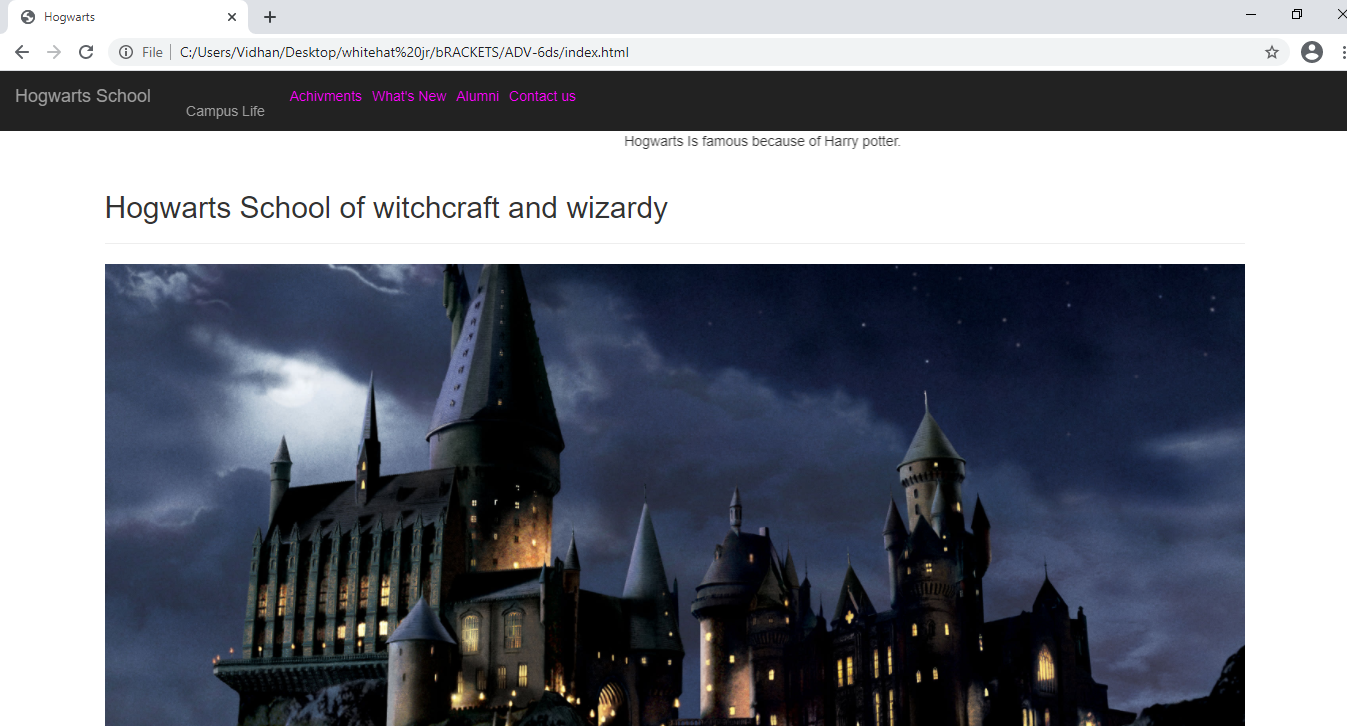 Hogwarts
File C:/Users/Vidhan/Desktop/whitehat%20jr/bRACKETS/ADV-6ds/index.html
Hogwarts School Campus Life Achivments What's New Alumni Contact us
Hogwarts Is famous because of Harry potter.
Hogwarts School of witchcraft and wizardy